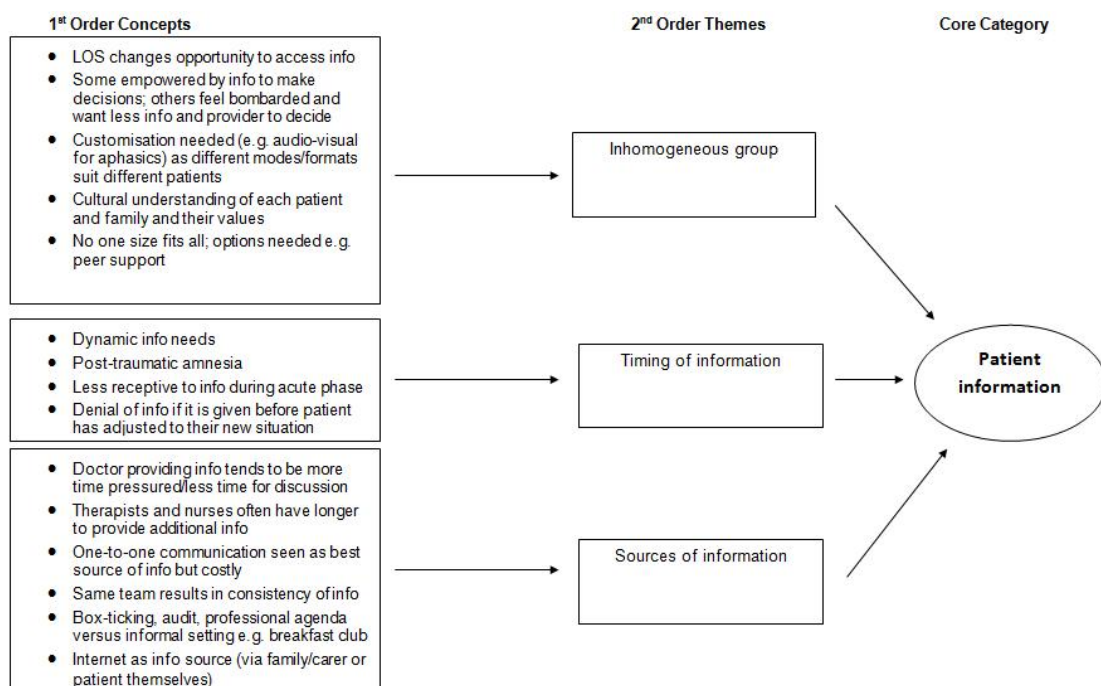 1st Order Concepts
2nd Order Themes
Core Category
● LOS changes opportunity to access info
● Some empowered by info to make
decisions; others feel bombarded and
want less info and provider to decide
● Customisation needed (e.g. audio-visual
for aphasics) as different modes/formats
suit different patients
● Cultural understanding of each patient
and family and their values
● No one size fits all; options needed e.g.
peer support
Inhomogeneous group
● Dynamic info needs
● Post-traumatic amnesia
● Less receptive to info during acute phase
● Denial of info if it is given before patient
has adjusted to their new situation
Timing of information
Patient
information
● Doctor providing info tends to be more
time pressured/less time for discussion
● Therapists and nurses often have longer
to provide additional info
● One-to-one communication seen as best
source of info but costly
● Same team results in consistency of info
● Box-ticking, audit, professional agenda
versus informal setting e.g. breakfast club
● Internet as info source (via family/carer or
patient themselves)
Sources of information